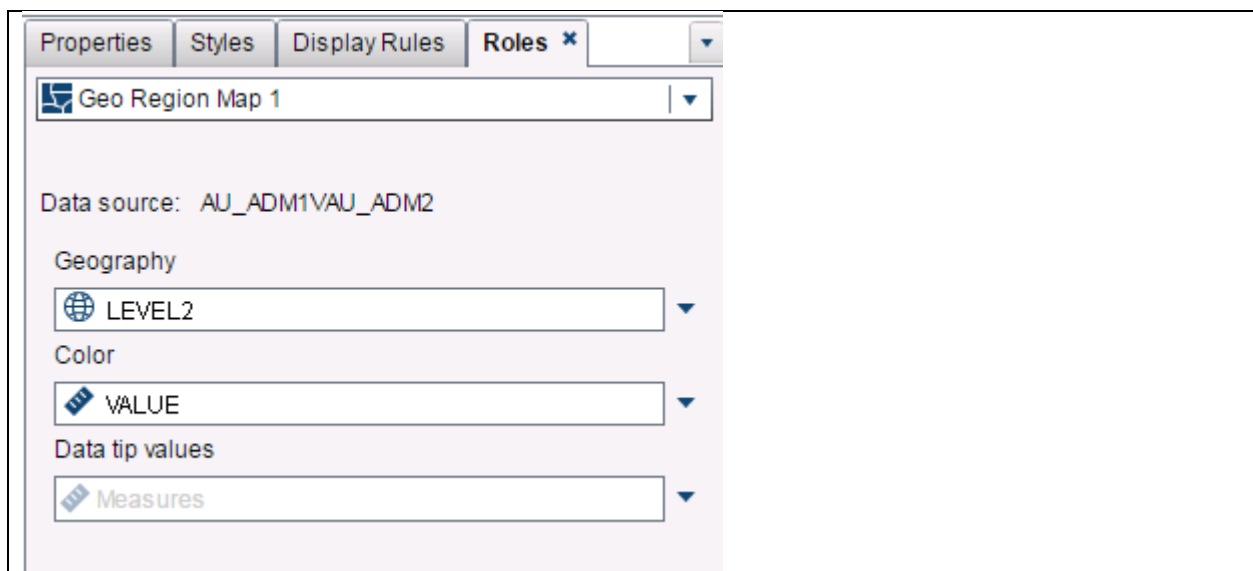 Properties Styles Display Rules Roles ×
Geo Region Map 1
Data source: AU_ADM1VAU_ADM2
Geography
LEVEL2
Color
VALUE
Data tip values
Measures